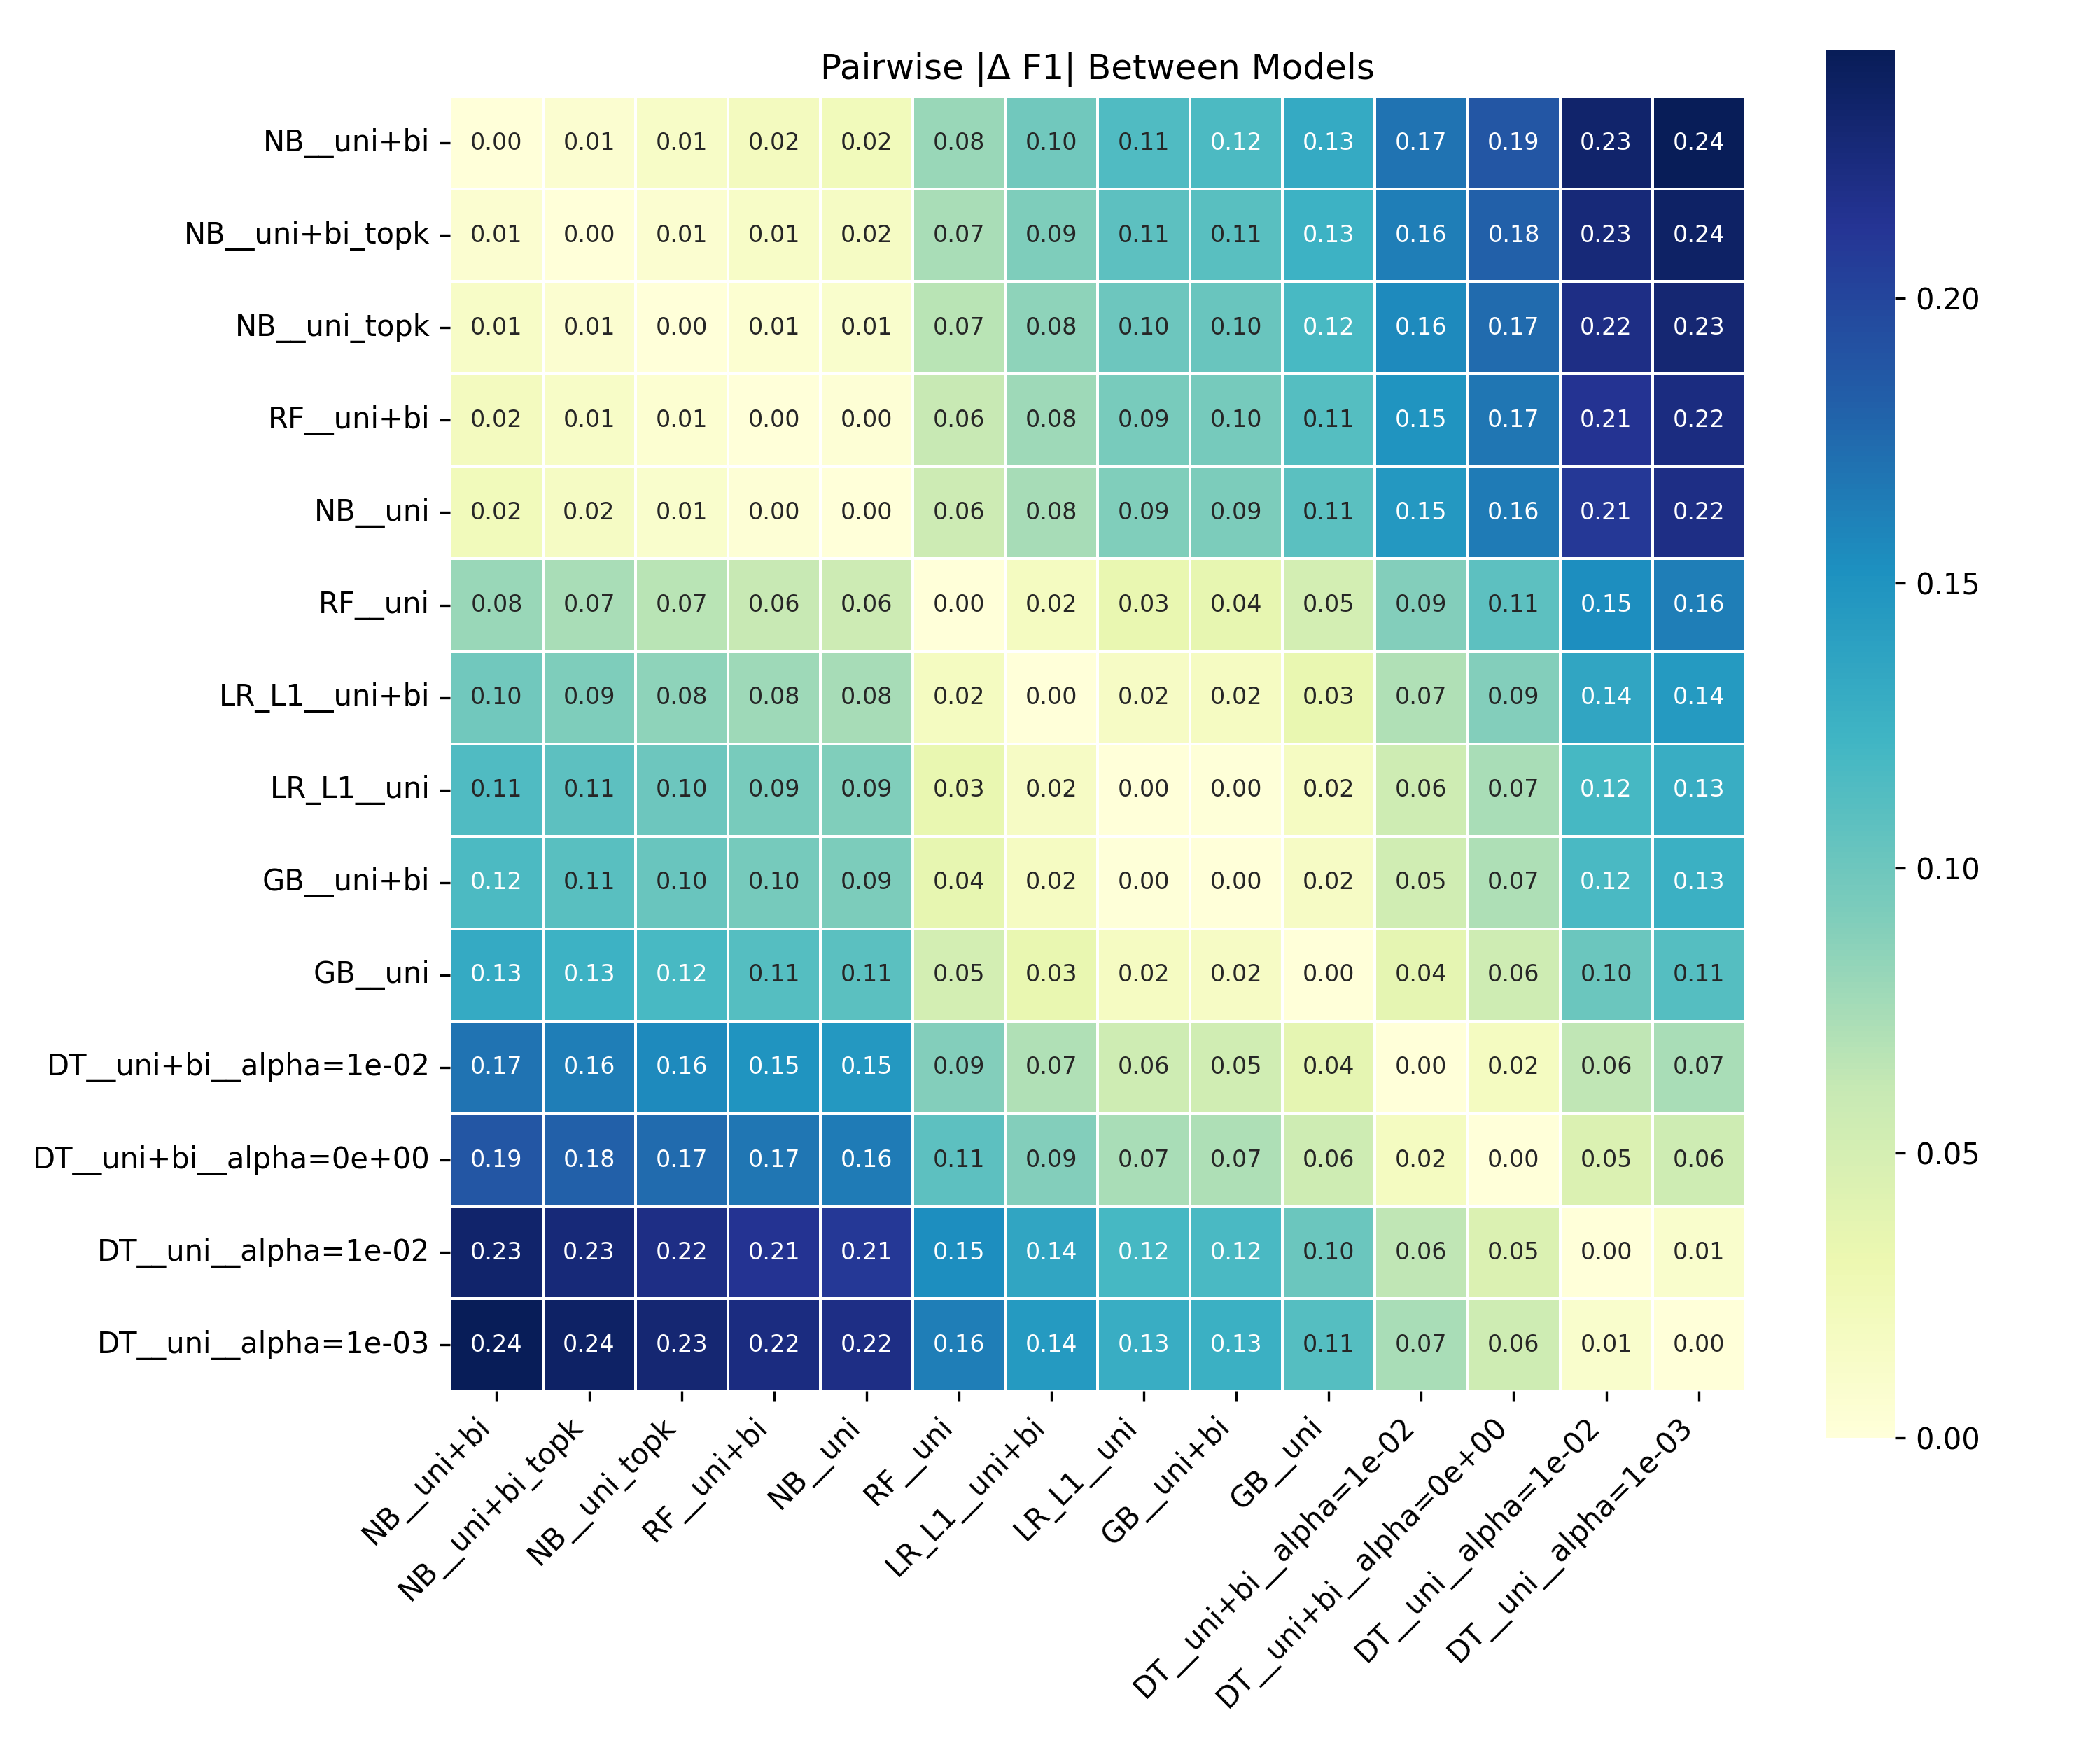 Pairwise |Δ F1| Between Models
NB__uni+bi 0.00 0.01 0.01 0.02 0.02 0.08 0.10 0.11 0.12 0.13 0.17 0.19 0.23 0.24
NB__uni+bi_topk 0.01 0.00 0.01 0.01 0.02 0.07 0.09 0.11 0.11 0.13 0.16 0.18 0.23 0.24
NB__uni_topk 0.01 0.01 0.00 0.01 0.01 0.07 0.08 0.10 0.10 0.12 0.16 0.17 0.22 0.23
RF__uni+bi 0.02 0.01 0.01 0.00 0.00 0.06 0.08 0.09 0.10 0.11 0.15 0.17 0.21 0.22
NB__uni 0.02 0.02 0.01 0.00 0.00 0.06 0.08 0.09 0.09 0.11 0.15 0.16 0.21 0.22
RF__uni 0.08 0.07 0.07 0.06 0.06 0.00 0.02 0.03 0.04 0.05 0.09 0.11 0.15 0.16
LR_L1__uni+bi 0.10 0.09 0.08 0.08 0.08 0.02 0.00 0.02 0.02 0.03 0.07 0.09 0.14 0.14
LR_L1__uni 0.11 0.11 0.10 0.09 0.09 0.03 0.02 0.00 0.00 0.02 0.06 0.07 0.12 0.13
GB__uni+bi 0.12 0.11 0.10 0.10 0.09 0.04 0.02 0.00 0.00 0.02 0.05 0.07 0.12 0.13
GB__uni 0.13 0.13 0.12 0.11 0.11 0.05 0.03 0.02 0.02 0.00 0.04 0.06 0.10 0.11
DT__uni+bi__alpha=1e-02 0.17 0.16 0.16 0.15 0.15 0.09 0.07 0.06 0.05 0.04 0.00 0.02 0.06 0.07
DT__uni+bi__alpha=0e+00 0.19 0.18 0.17 0.17 0.16 0.11 0.09 0.07 0.07 0.06 0.02 0.00 0.05 0.06
DT__uni__alpha=1e-02 0.23 0.23 0.22 0.21 0.21 0.15 0.14 0.12 0.12 0.10 0.06 0.05 0.00 0.01
DT__uni__alpha=1e-03 0.24 0.24 0.23 0.22 0.22 0.16 0.14 0.13 0.13 0.11 0.07 0.06 0.01 0.00
NB__uni+bi
NB__uni+bi_topk
NB__uni_topk
RF__uni+bi
NB__uni
RF__uni
LR_L1__uni+bi
LR_L1__uni
GB__uni+bi
GB__uni
DT__uni+bi__alpha=1e-02
DT__uni+bi__alpha=0e+00
DT__uni__alpha=1e-02
DT__uni__alpha=1e-03
0.20
0.15
0.10
0.05
0.00